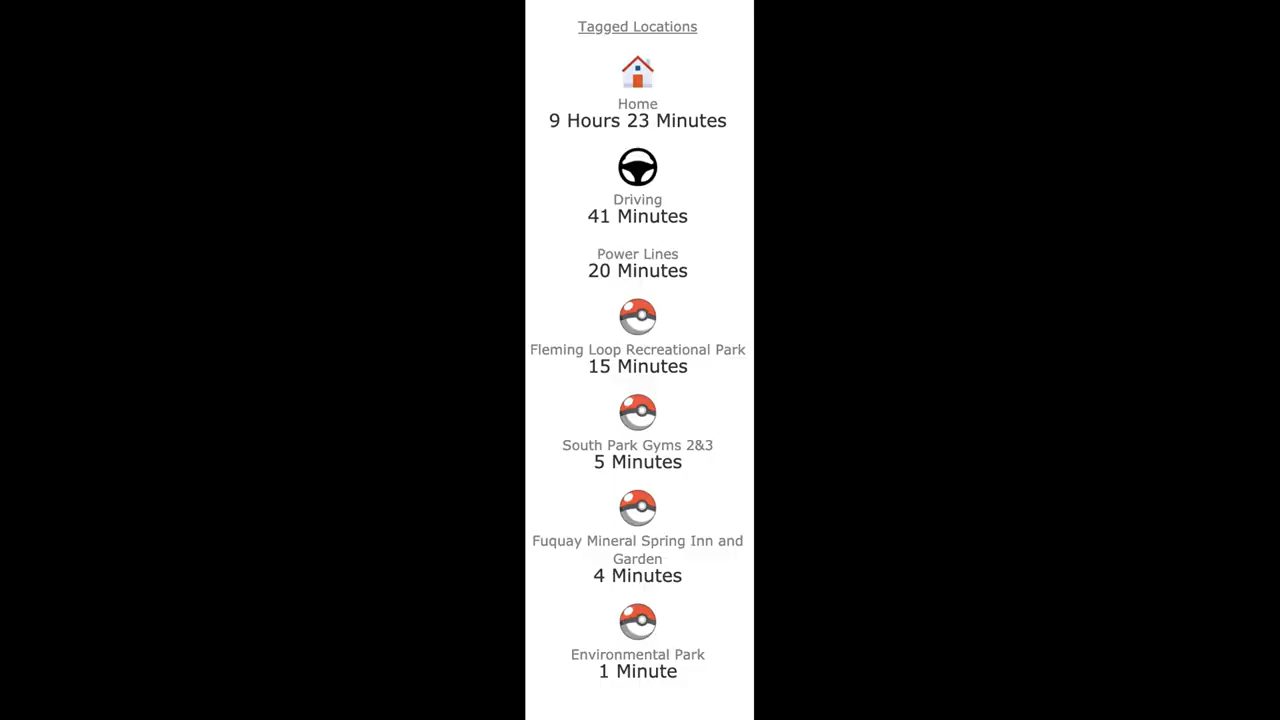 Tagged Locations
Home
9 Hours 23 Minutes
Driving
41 Minutes
Power Lines
20 Minutes
Fleming Loop Recreational Park
15 Minutes
South Park Gyms 2&3
5 Minutes
Fuquay Mineral Spring Inn and
Garden
4 Minutes
Environmental Park
1 Minute